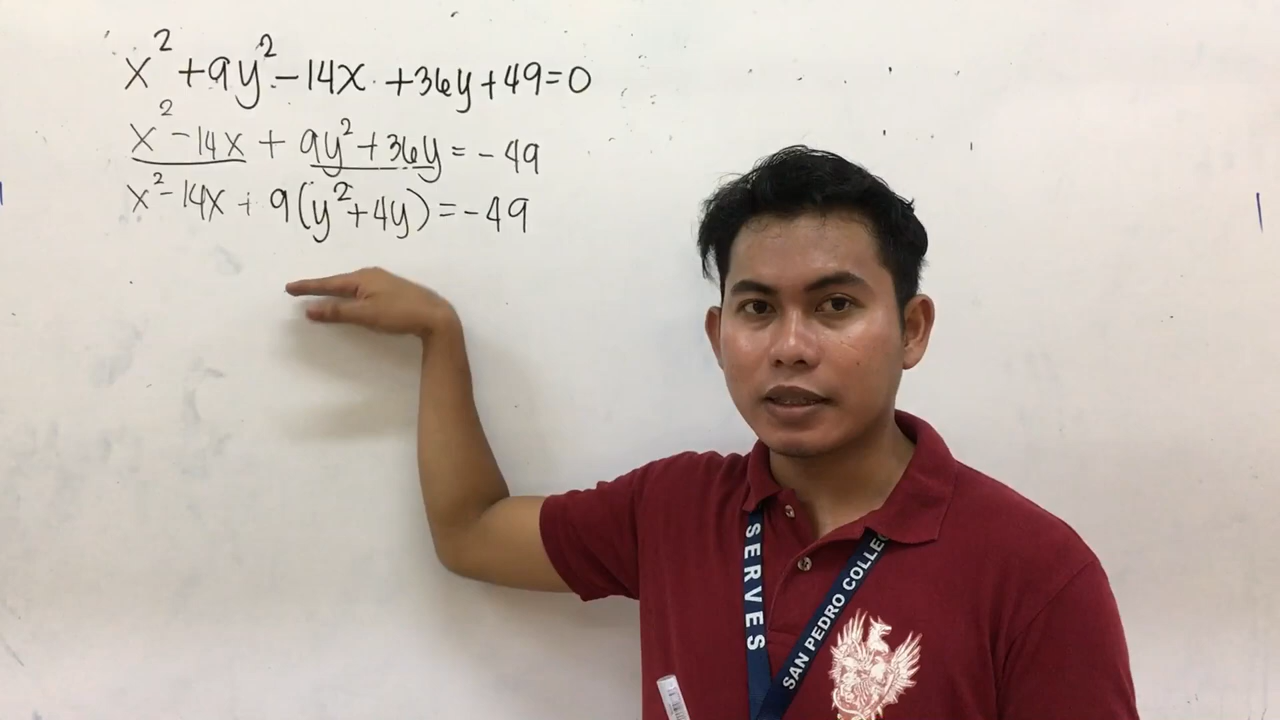 x² + 9y² - 14x + 36y + 49 = 0
x² - 14x + 9y² + 36y = - 49
x² - 14x + 9(y² + 4y) = - 49
SERVES
SAN PEDRO COLLEG